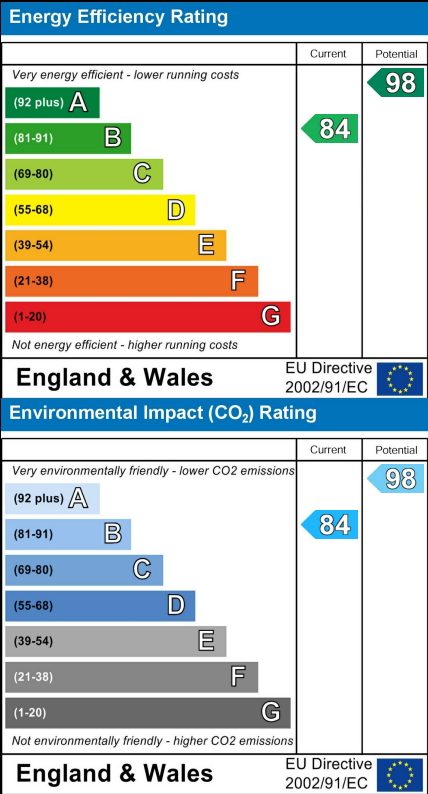 Energy Efficiency Rating
Current Potential
Very energy efficient - lower running costs
(92 plus) A
98
(81-91) B
84
(69-80) C
(55-68) D
(39-54) E
(21-38) F
(1-20) G
Not energy efficient - higher running costs
England & Wales
EU Directive
2002/91/EC
Environmental Impact (CO₂) Rating
Current Potential
Very environmentally friendly - lower CO2 emissions
(92 plus) A
98
(81-91) B
84
(69-80) C
(55-68) D
(39-54) E
(21-38) F
(1-20) G
Not environmentally friendly - higher CO2 emissions
England & Wales
EU Directive
2002/91/EC